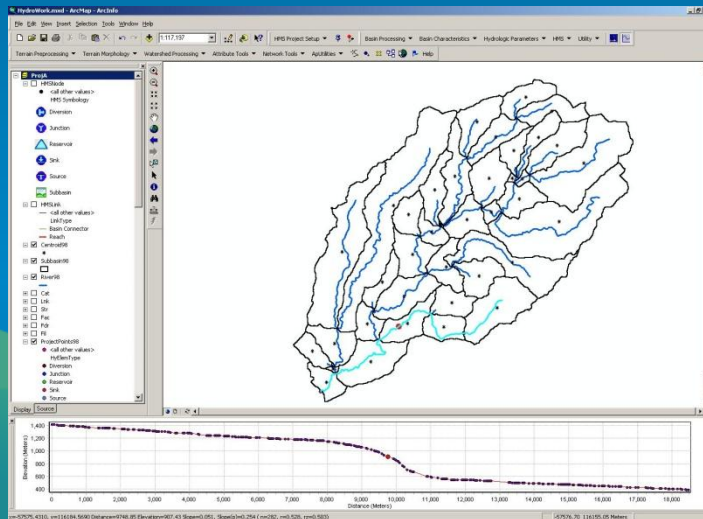 HydroWork.mxd - ArcMap - ArcInfo
File Edit View Insert Selection Tools Window Help
1:117,197
HMS Project Setup
Basin Processing
Basin Characteristics
Hydrologic Parameters
HMS
Utility
Terrain Preprocessing
Terrain Morphology
Watershed Processing
Attribute Tools
Network Tools
ApUtilities
Help
ProjA
HMSNode
<all other values>
HMS Symbology
Diversion
Junction
Reservoir
Sink
Source
Subbasin
HMSLink
<all other values>
LinkType
Basin Connector
Reach
Centroid98
Subbasin98
River98
Cat
Lnk
Str
Fac
Fdr
Fil
ProjectPoints98
<all other values>
HyElemType
Diversion
Junction
Reservoir
Sink
Source
Display Source
Elevation (Meters)
1,400
1,200
1,000
800
600
400
0 1,000 2,000 3,000 4,000 5,000 6,000 7,000 8,000 9,000 10,000 11,000 12,000 13,000 14,000 15,000 16,000 17,000 18,000
Distance (Meters)